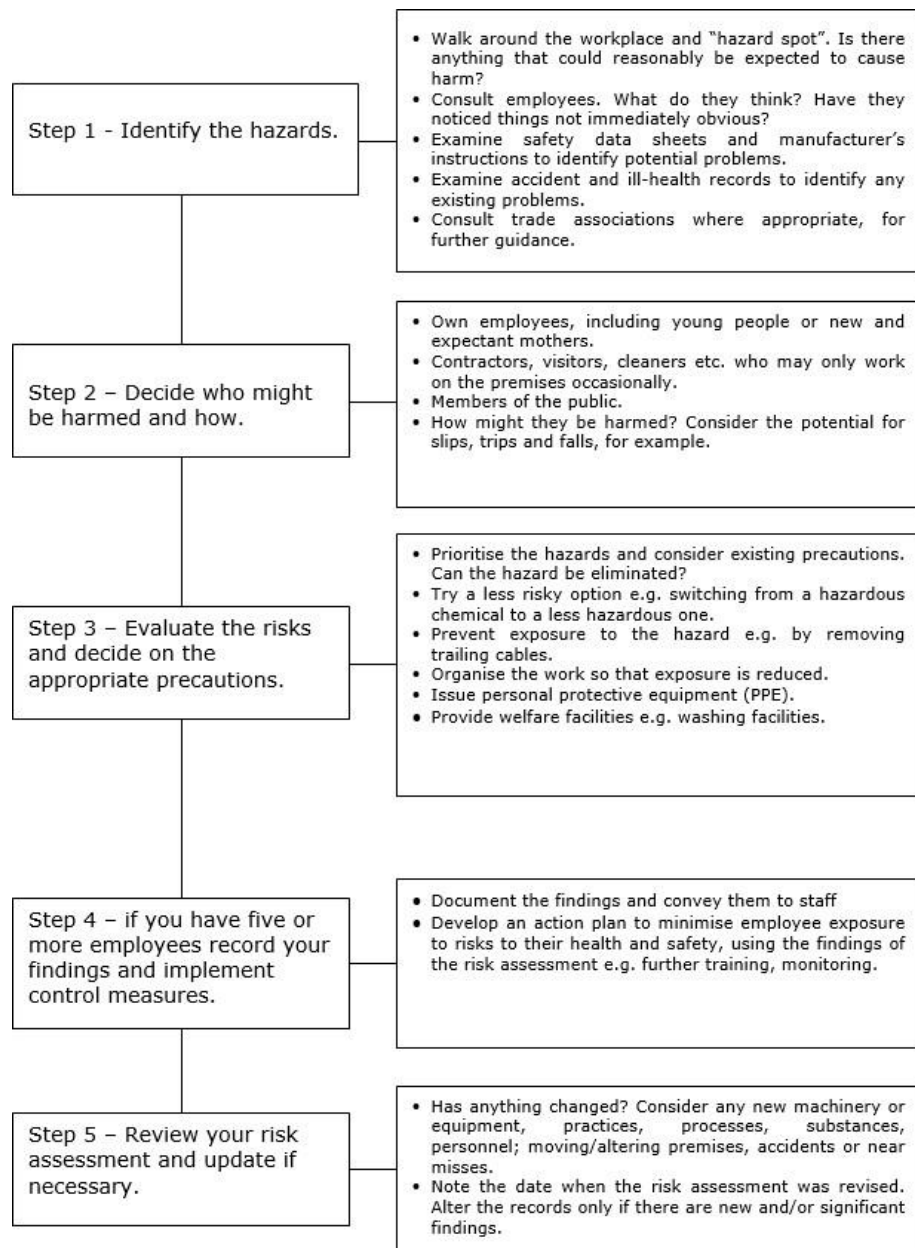 Step 1 - Identify the hazards.
• Walk around the workplace and “hazard spot”. Is there
anything that could reasonably be expected to cause
harm?
• Consult employees. What do they think? Have they
noticed things not immediately obvious?
• Examine safety data sheets and manufacturer’s
instructions to identify potential problems.
• Examine accident and ill-health records to identify any
existing problems.
• Consult trade associations where appropriate, for
further guidance.
Step 2 – Decide who might
be harmed and how.
• Own employees, including young people or new and
expectant mothers.
• Contractors, visitors, cleaners etc. who may only work
on the premises occasionally.
• Members of the public.
• How might they be harmed? Consider the potential for
slips, trips and falls, for example.
Step 3 – Evaluate the risks
and decide on the
appropriate precautions.
• Prioritise the hazards and consider existing precautions.
Can the hazard be eliminated?
• Try a less risky option e.g. switching from a hazardous
chemical to a less hazardous one.
• Prevent exposure to the hazard e.g. by removing
trailing cables.
• Organise the work so that exposure is reduced.
• Issue personal protective equipment (PPE).
• Provide welfare facilities e.g. washing facilities.
Step 4 – if you have five or
more employees record your
findings and implement
control measures.
• Document the findings and convey them to staff
• Develop an action plan to minimise employee exposure
to risks to their health and safety, using the findings of
the risk assessment e.g. further training, monitoring.
Step 5 – Review your risk
assessment and update if
necessary.
• Has anything changed? Consider any new machinery or
equipment, practices, processes, substances,
personnel; moving/altering premises, accidents or near
misses.
• Note the date when the risk assessment was revised.
Alter the records only if there are new and/or significant
findings.